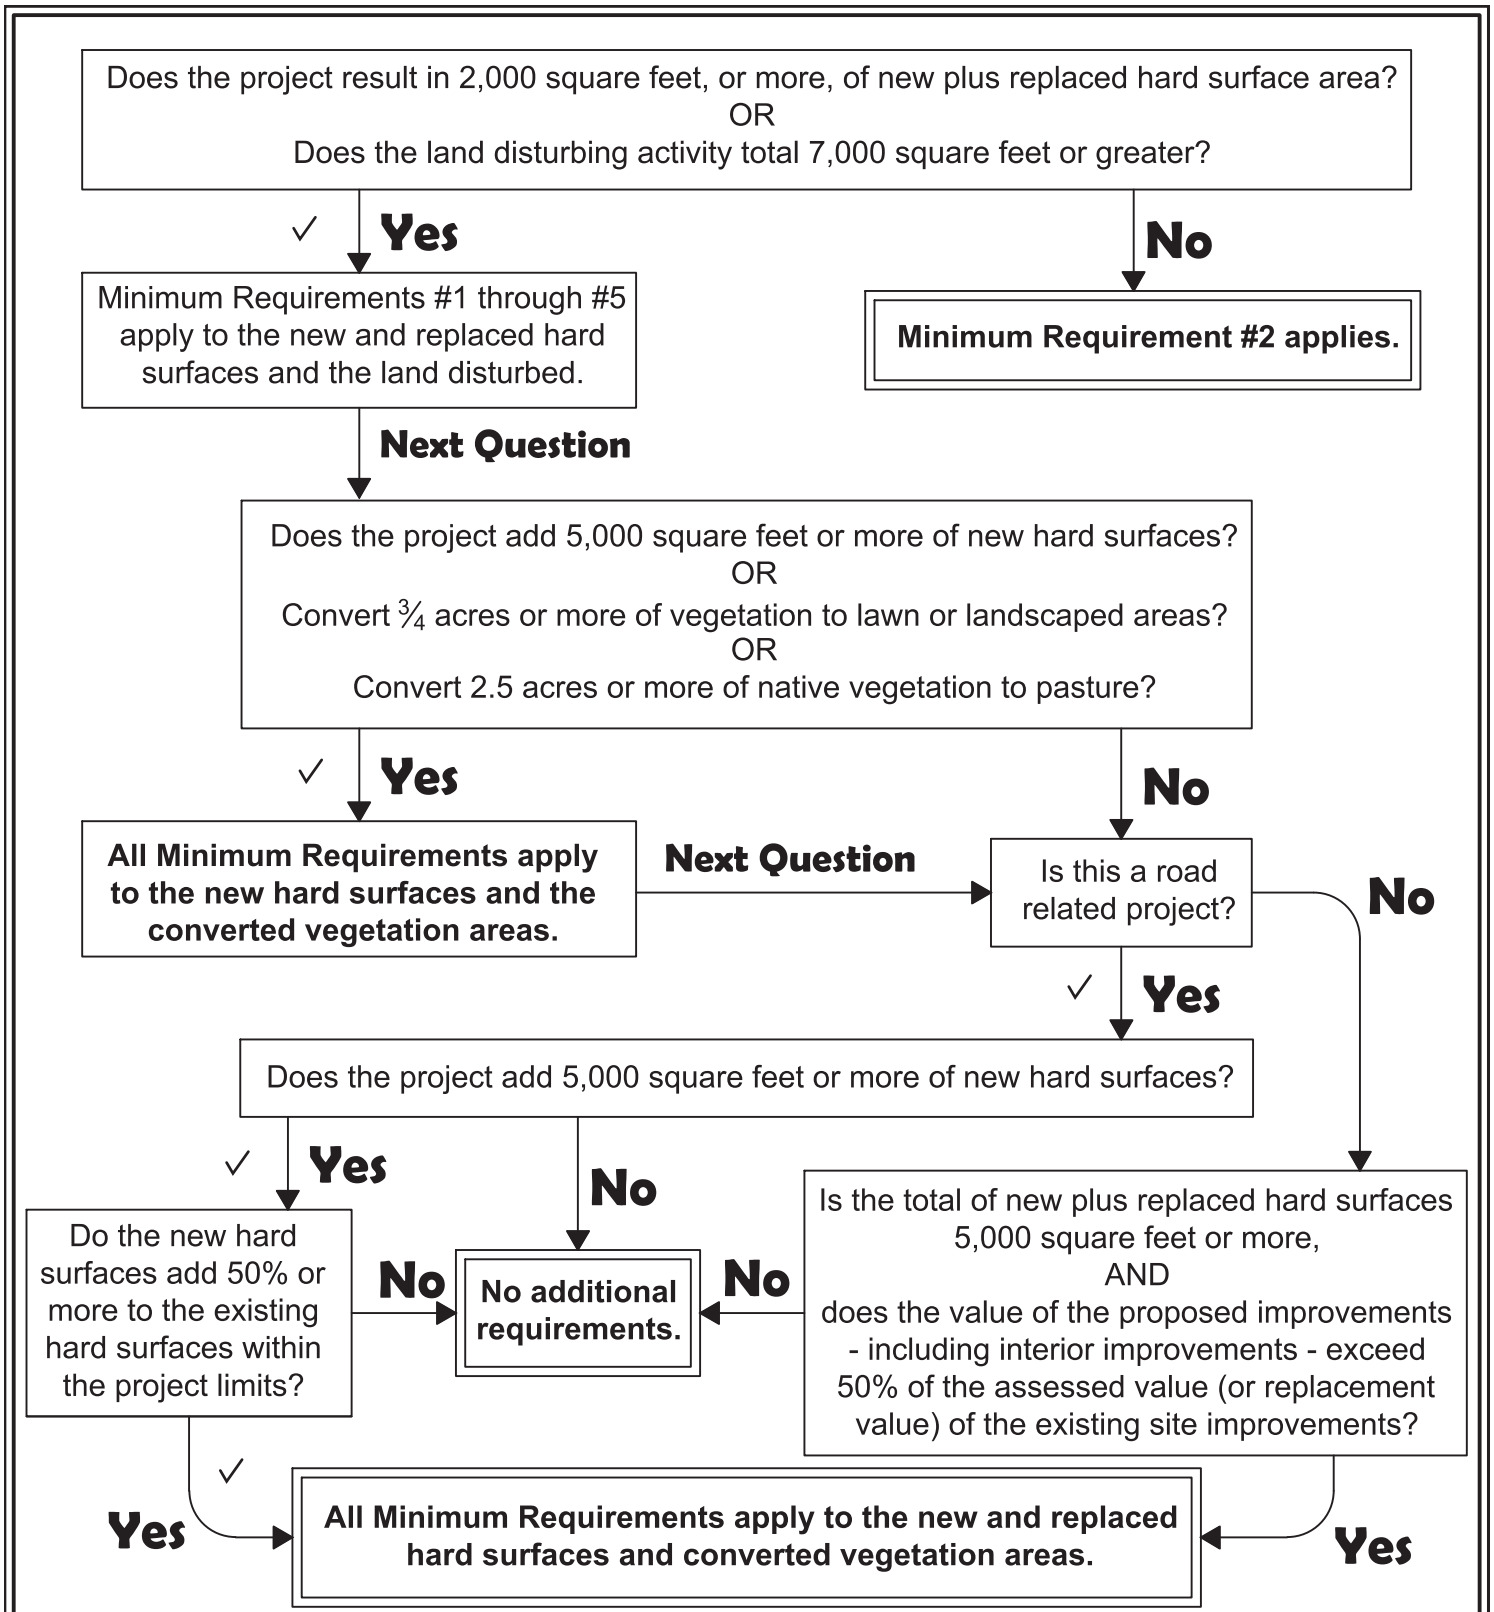 Does the project result in 2,000 square feet, or more, of new plus replaced hard surface area?
OR
Does the land disturbing activity total 7,000 square feet or greater?
✓ Yes
No
Minimum Requirements #1 through #5
apply to the new and replaced hard
surfaces and the land disturbed.
Minimum Requirement #2 applies.
Next Question
Does the project add 5,000 square feet or more of new hard surfaces?
OR
Convert ¾ acres or more of vegetation to lawn or landscaped areas?
OR
Convert 2.5 acres or more of native vegetation to pasture?
✓ Yes
No
All Minimum Requirements apply
to the new hard surfaces and the
converted vegetation areas.
Next Question
Is this a road
related project?
No
✓ Yes
Does the project add 5,000 square feet or more of new hard surfaces?
✓ Yes
No
Do the new hard
surfaces add 50% or
more to the existing
hard surfaces within
the project limits?
No
No additional
requirements.
No
Is the total of new plus replaced hard surfaces
5,000 square feet or more,
AND
does the value of the proposed improvements
- including interior improvements - exceed
50% of the assessed value (or replacement
value) of the existing site improvements?
✓
Yes
All Minimum Requirements apply to the new and replaced
hard surfaces and converted vegetation areas.
Yes